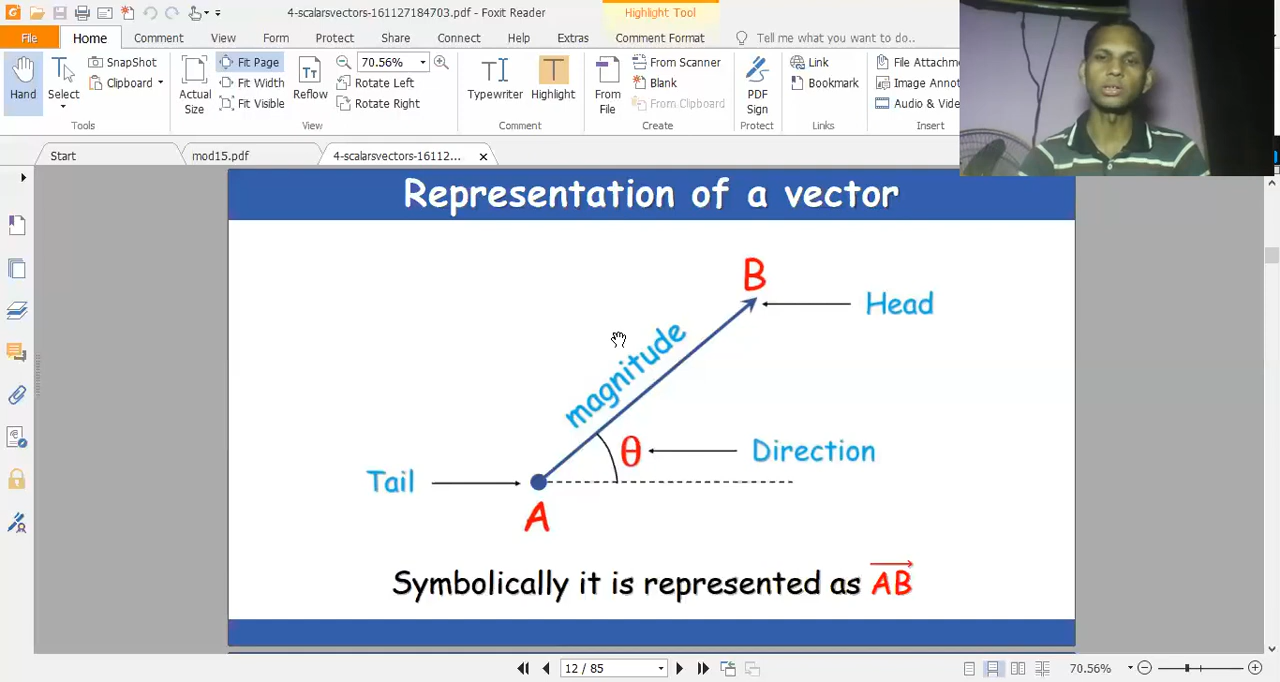 4-scalarsvectors-161127184703.pdf - Foxit Reader
Highlight Tool
File Home Comment View Form Protect Share Connect Help Extras Comment Format Tell me what you want to do..
Hand
Select
SnapShot
Clipboard
Tools
Actual Size
Fit Page
Fit Width
Fit Visible
Reflow
Rotate Left
Rotate Right
70.56%
View
Typewriter
Highlight
Comment
From File
From Scanner
Blank
From Clipboard
Create
PDF Sign
Protect
Link
Bookmark
Links
File Attachm
Image Annot
Audio & Vide
Insert
Start
mod15.pdf
4-scalarsvectors-16112...
Representation of a vector
B
Head
magnitude
θ
Direction
Tail
A
Symbolically it is represented as AB
12 / 85
70.56%